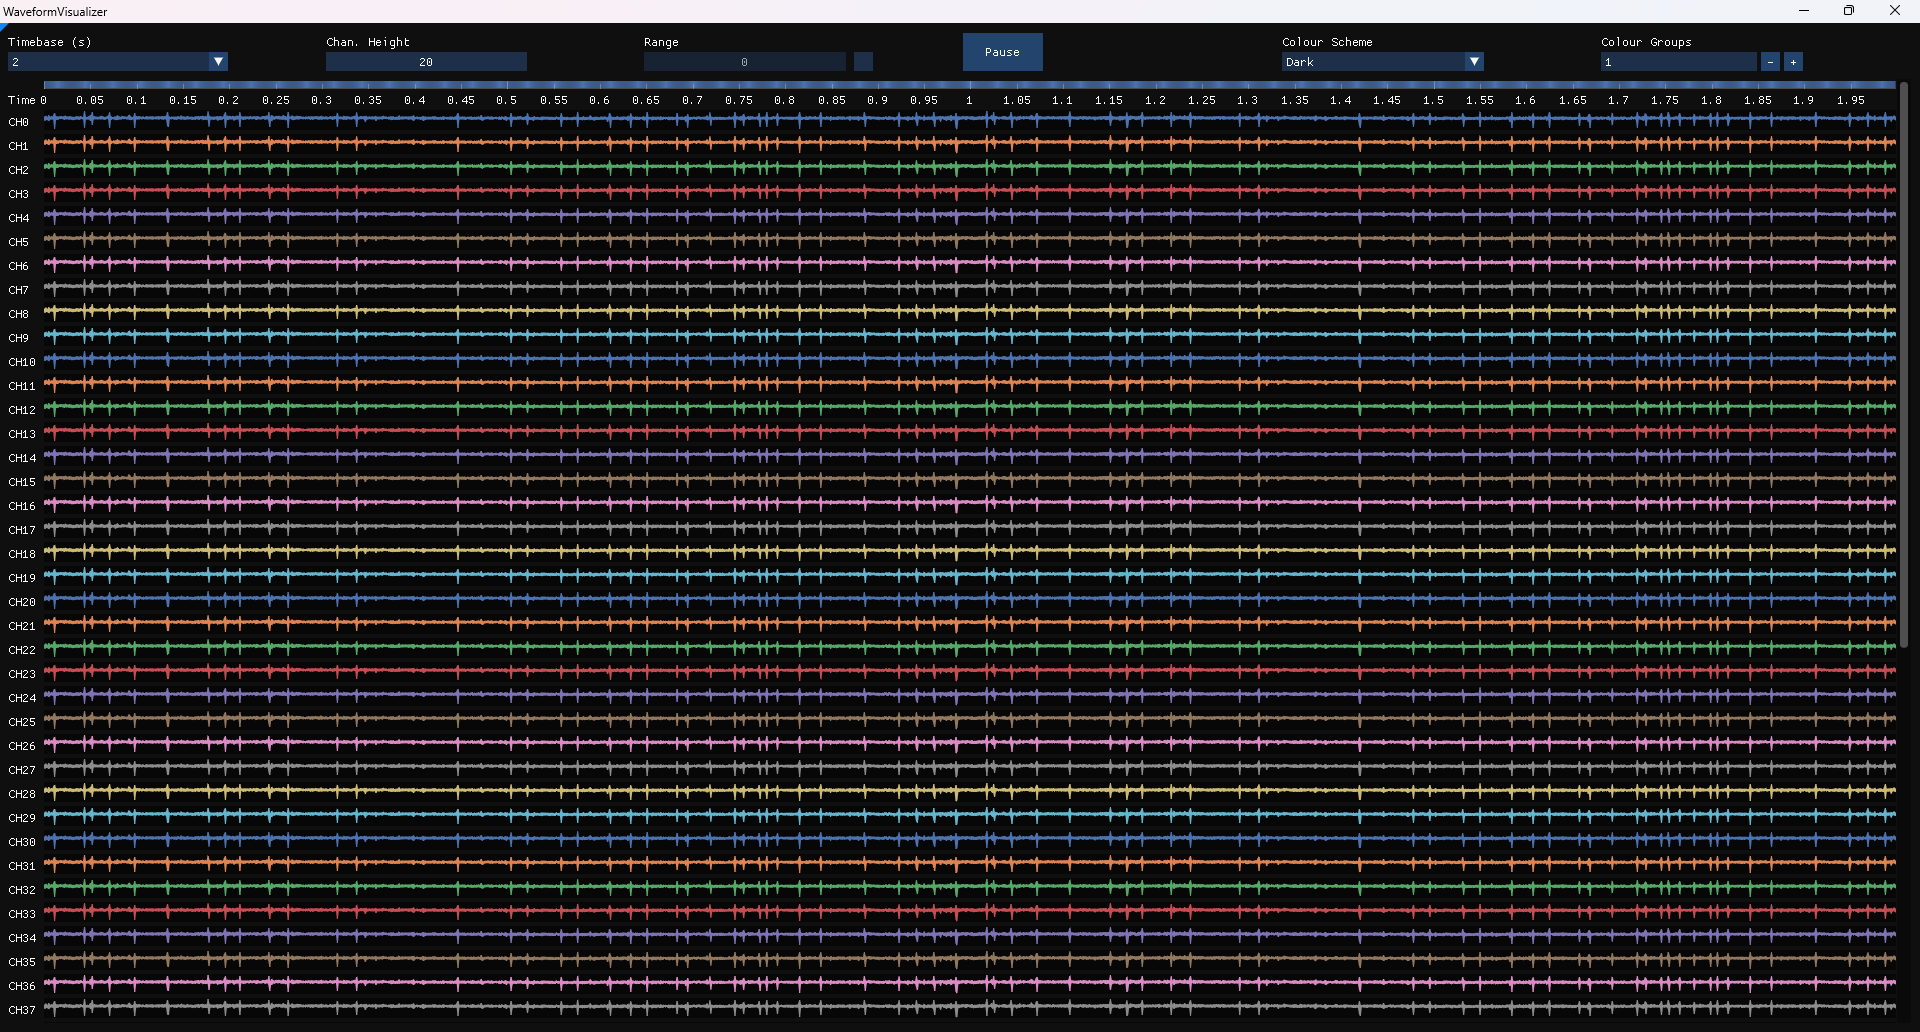 WaveformVisualizer
Timebase (s) Chan. Height Range Pause Colour Scheme Colour Groups
2 20 0 Dark 1 - +
Time 0 0.05 0.1 0.15 0.2 0.25 0.3 0.35 0.4 0.45 0.5 0.55 0.6 0.65 0.7 0.75 0.8 0.85 0.9 0.95 1 1.05 1.1 1.15 1.2 1.25 1.3 1.35 1.4 1.45 1.5 1.55 1.6 1.65 1.7 1.75 1.8 1.85 1.9 1.95
CH0
CH1
CH2
CH3
CH4
CH5
CH6
CH7
CH8
CH9
CH10
CH11
CH12
CH13
CH14
CH15
CH16
CH17
CH18
CH19
CH20
CH21
CH22
CH23
CH24
CH25
CH26
CH27
CH28
CH29
CH30
CH31
CH32
CH33
CH34
CH35
CH36
CH37